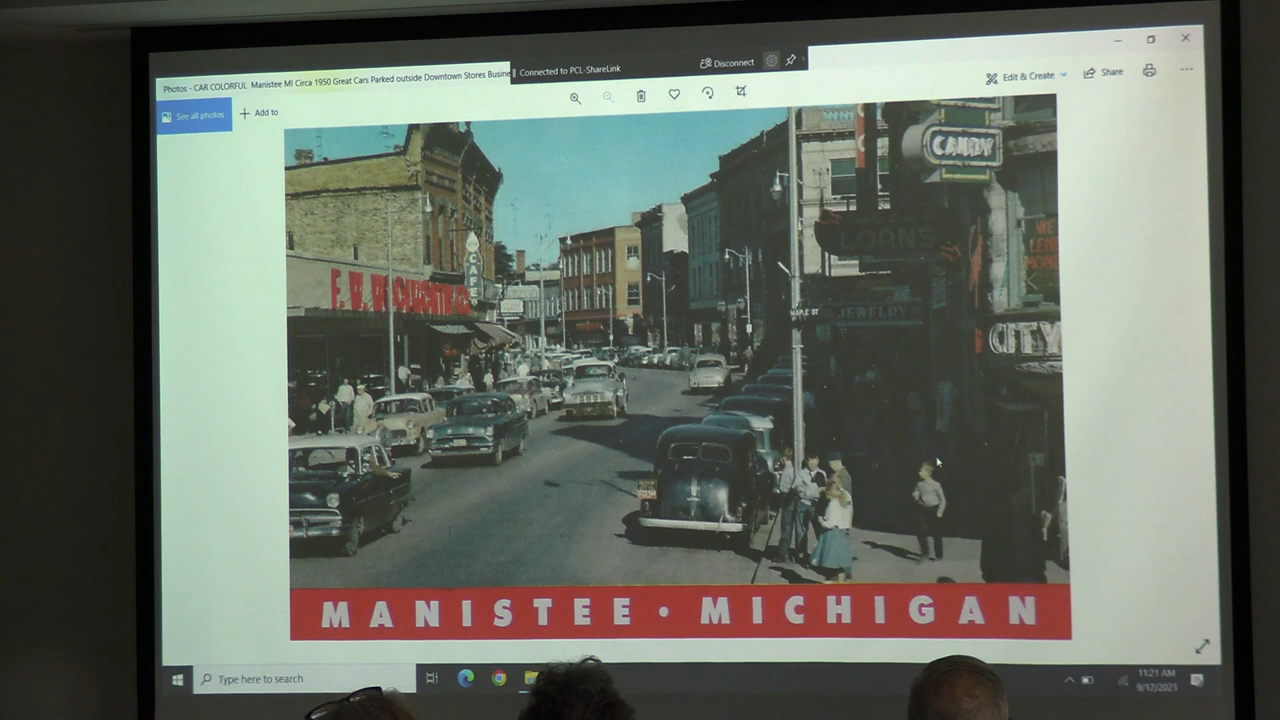 Photos - CAR COLORFUL Manistee MI Circa 1950 Great Cars Parked outside Downtown Stores Busine
Connected to PCL-ShareLink
Disconnect
See all photos
Add to
Edit & Create
Share
CANDY
LOANS
WE
LEND
F. W. WOOLWORTH CO.
CAFE
MAPLE ST
JEWELRY
CITY
MANISTEE • MICHIGAN
Type here to search
11:21 AM
9/12/2023